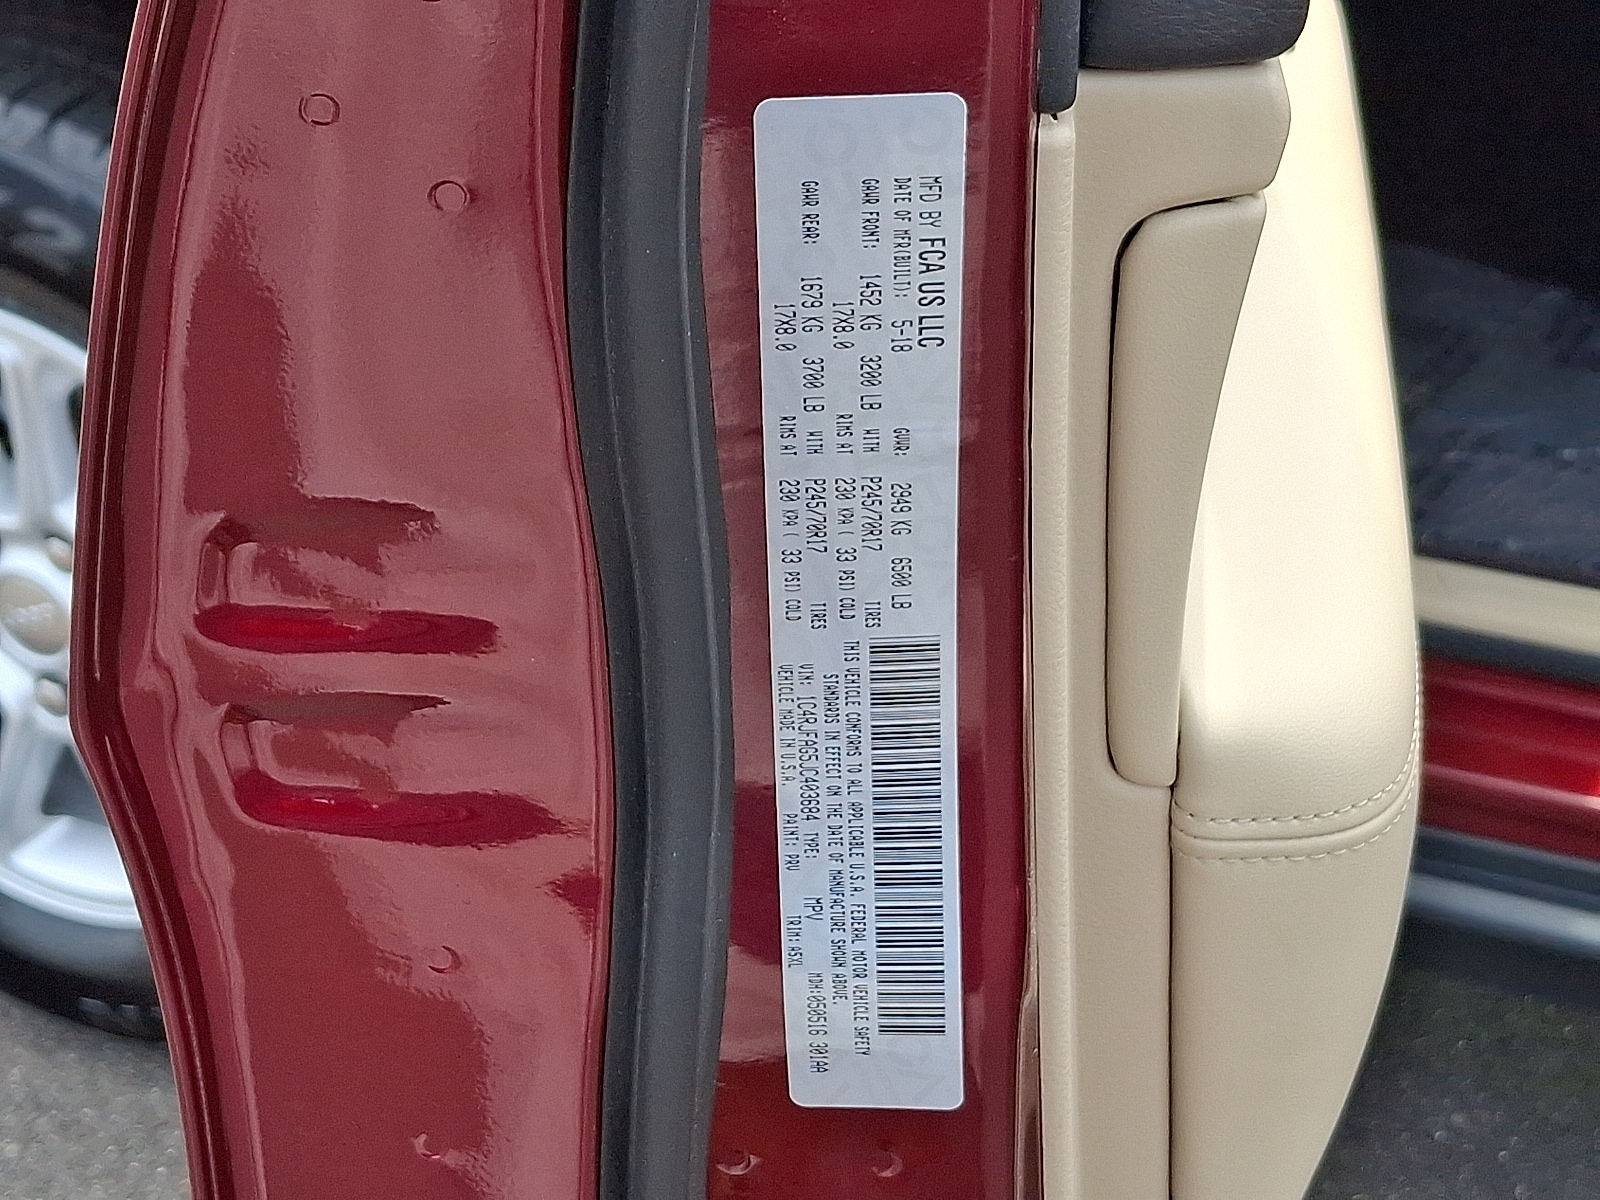 MFD BY FCA US LLC
DATE OF MFR(BUILT): 5-18 GVWR: 2949 KG 6500 LB
GAWR FRONT: 1452 KG 3200 LB WITH P245/70R17 TIRES
17X8.0 RIMS AT 230 KPA ( 33 PSI) COLD
GAWR REAR: 1679 KG 3700 LB WITH P245/70R17 TIRES
17X8.0 RIMS AT 230 KPA ( 33 PSI) COLD
THIS VEHICLE CONFORMS TO ALL APPLICABLE U.S.A. FEDERAL MOTOR VEHICLE SAFETY
STANDARDS IN EFFECT ON THE DATE OF MANUFACTURE SHOWN ABOVE.
VIN: 1C4RJFAG5JC403684 TYPE: MPV MDH:050516 301AA
VEHICLE MADE IN U.S.A. PAINT: PRV TRIM: A5XL